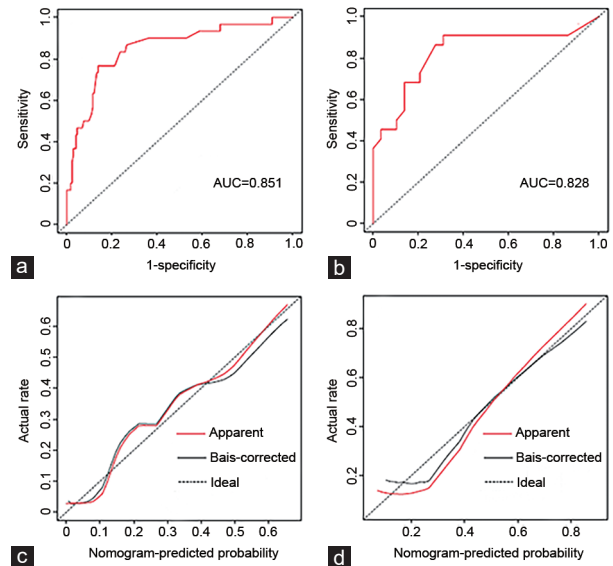 1.0
0.8
0.6
0.4
0.2
0
Sensitivity
AUC=0.851
0 0.2 0.4 0.6 0.8 1.0
1-specificity
a
1.0
0.8
0.6
0.4
0.2
0
Sensitivity
AUC=0.828
0 0.2 0.4 0.6 0.8 1.0
1-specificity
b
0.6
0.5
0.4
0.3
0.2
0.1
0
Actual rate
Apparent
Bais-corrected
Ideal
0 0.1 0.2 0.3 0.4 0.5 0.6
Nomogram-predicted probability
c
0.8
0.6
0.4
0.2
Actual rate
Apparent
Bais-corrected
Ideal
0.2 0.4 0.6 0.8
Nomogram-predicted probability
d